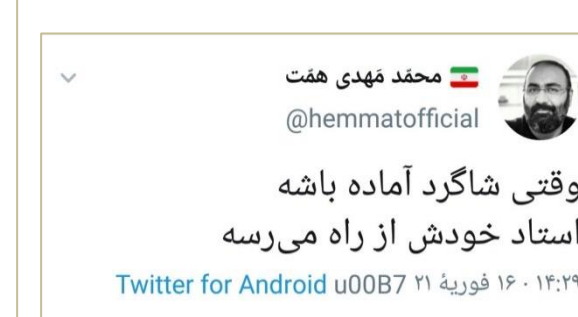 محمّد مَهدی همّت
@hemmatofficial
وقتی شاگرد آماده باشه
استاد خودش از راه می‌رسه
۱۴:۲۹ · ۱۶ فوریهٔ ۲۱ u00B7 Twitter for Android